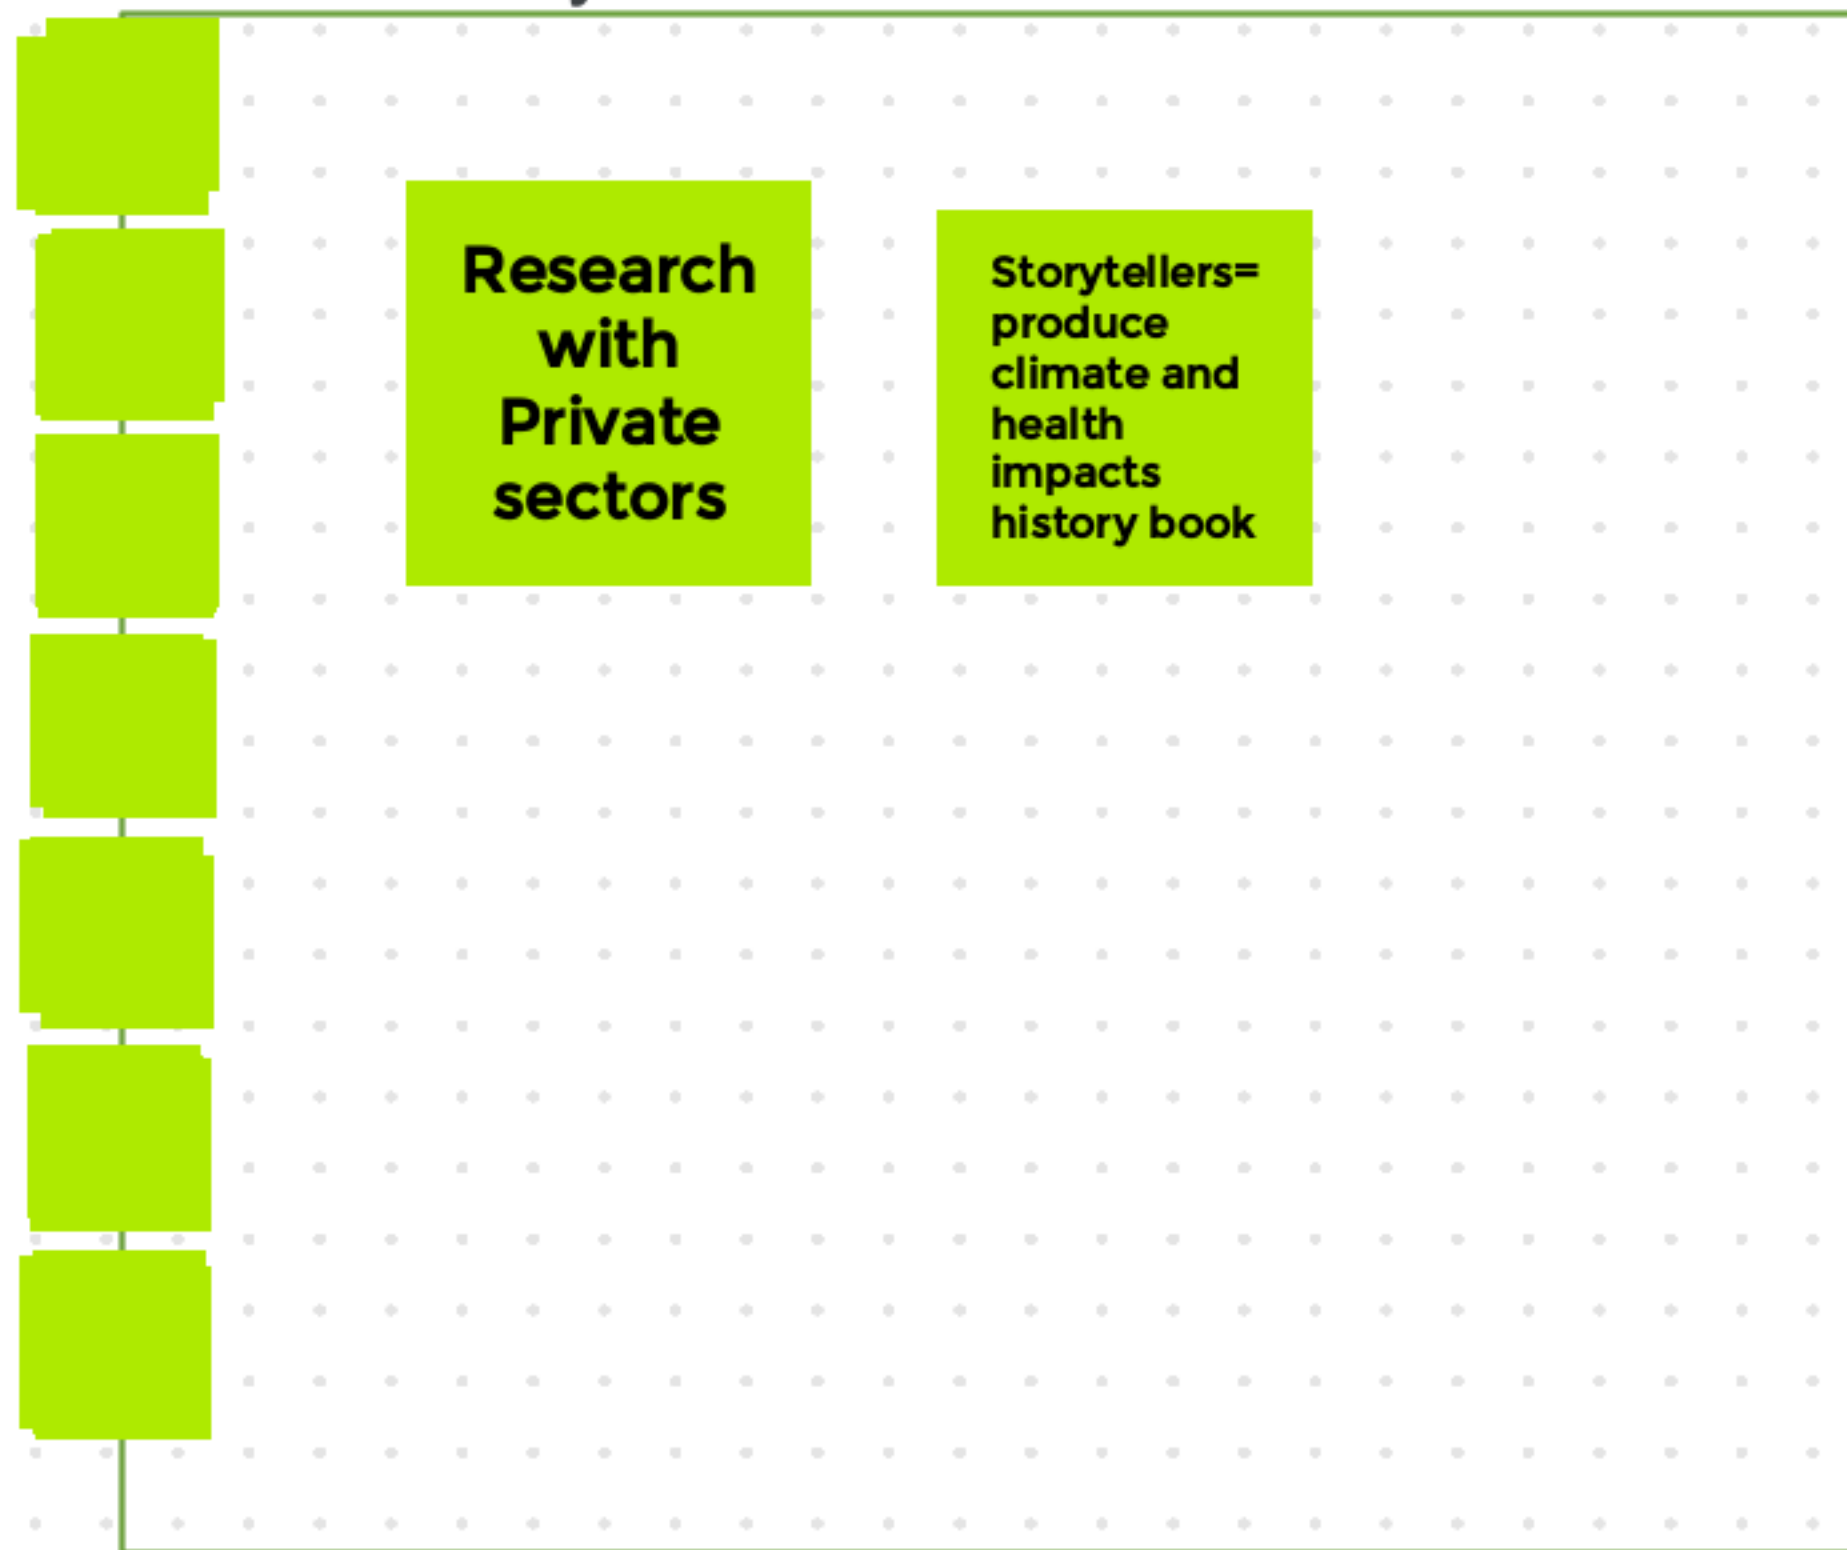 Research
with
Private
sectors
Storytellers=
produce
climate and
health
impacts
history book